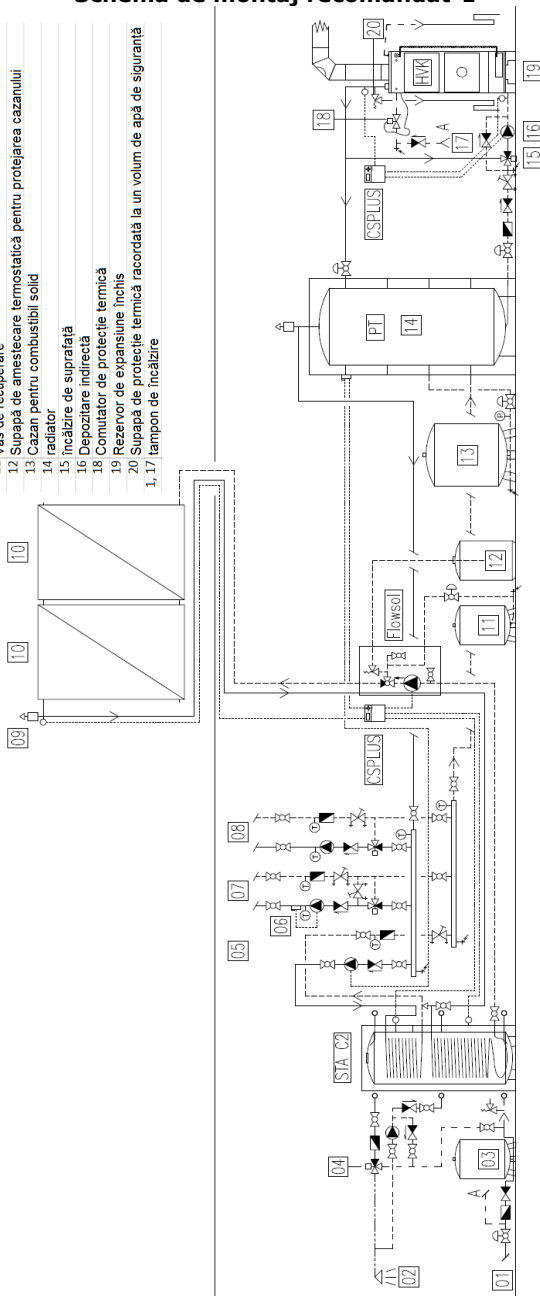 Schema de montaj recomandat 1
12 Supapă de amestecare termostatică pentru protejarea cazanului
13 Cazan pentru combustibil solid
14 radiator
15 încălzire de suprafață
16 Depozitare indirectă
18 Comutator de protecție termică
19 Rezervor de expansiune închis
20 Supapă de protecție termică racordată la un volum de apă de siguranță
1, 17 tampon de încălzire
10
10
09
01
02
03
04
A
STA C2
05
06
07
08
T
T
T
T
T
T
T
CSPLUS
Flowsol
11
12
13
P
PT
14
CSPLUS
15
16
17
A
18
19
20
HVK